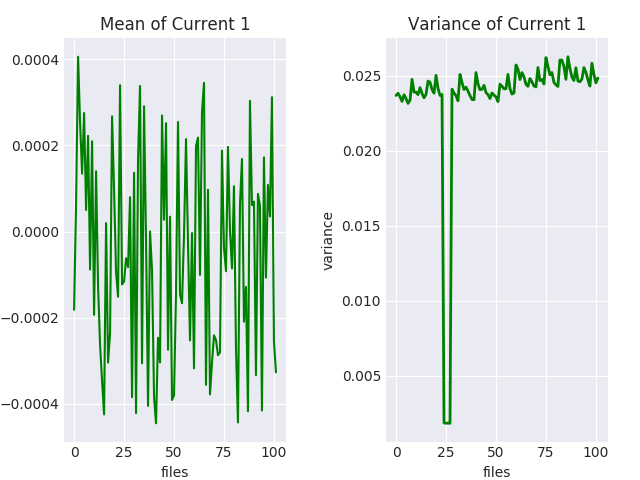 Mean of Current 1
0.0004
0.0002
0.0000
−0.0002
−0.0004
0 25 50 75 100
files
Variance of Current 1
0.025
0.020
0.015
0.010
0.005
variance
0 25 50 75 100
files